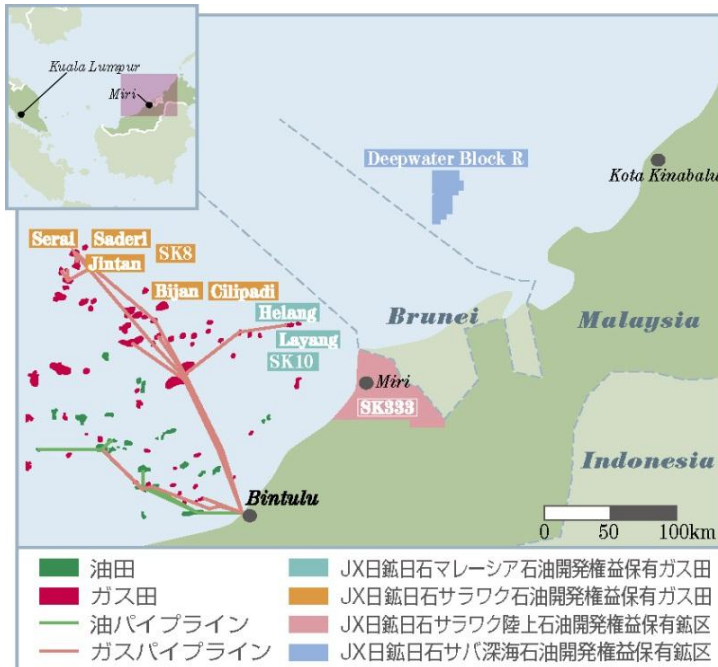 Kuala Lumpur
Miri
Deepwater Block R
Kota Kinabalu
Serai
Saderi
SK8
Jintan
Bijan
Cilipadi
Helang
Layang
SK10
Brunei
Malaysia
Miri
SK333
Indonesia
Bintulu
0 50 100km
油田
ガス田
油パイプライン
ガスパイプライン
JX日鉱日石マレーシア石油開発権益保有ガス田
JX日鉱日石サラワク石油開発権益保有ガス田
JX日鉱日石サラワク陸上石油開発権益保有鉱区
JX日鉱日石サバ深海石油開発権益保有鉱区